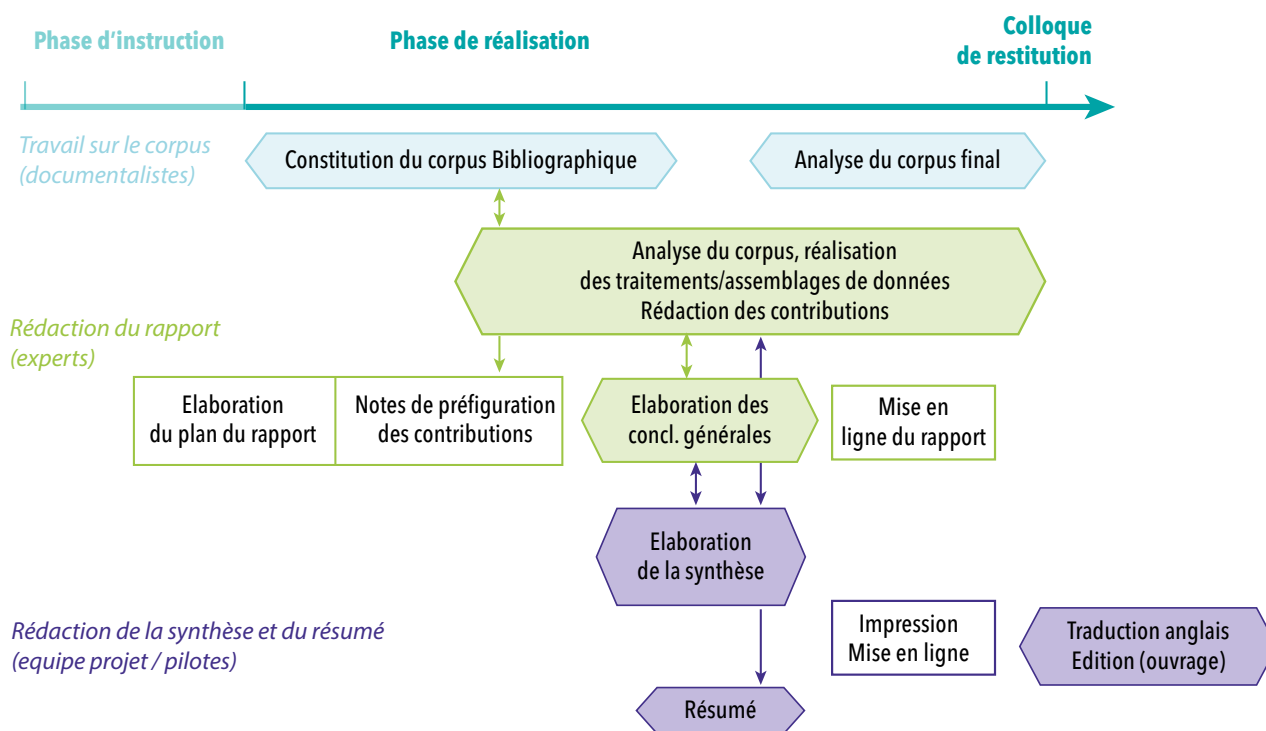 Phase d’instruction
Phase de réalisation
Colloque
de restitution
Travail sur le corpus
(documentalistes)
Constitution du corpus Bibliographique
Analyse du corpus final
Analyse du corpus, réalisation
des traitements/assemblages de données
Rédaction des contributions
Rédaction du rapport
(experts)
Elaboration
du plan du rapport
Notes de préfiguration
des contributions
Elaboration des
concl. générales
Mise en
ligne du rapport
Elaboration
de la synthèse
Rédaction de la synthèse et du résumé
(equipe projet / pilotes)
Impression
Mise en ligne
Traduction anglais
Edition (ouvrage)
Résumé